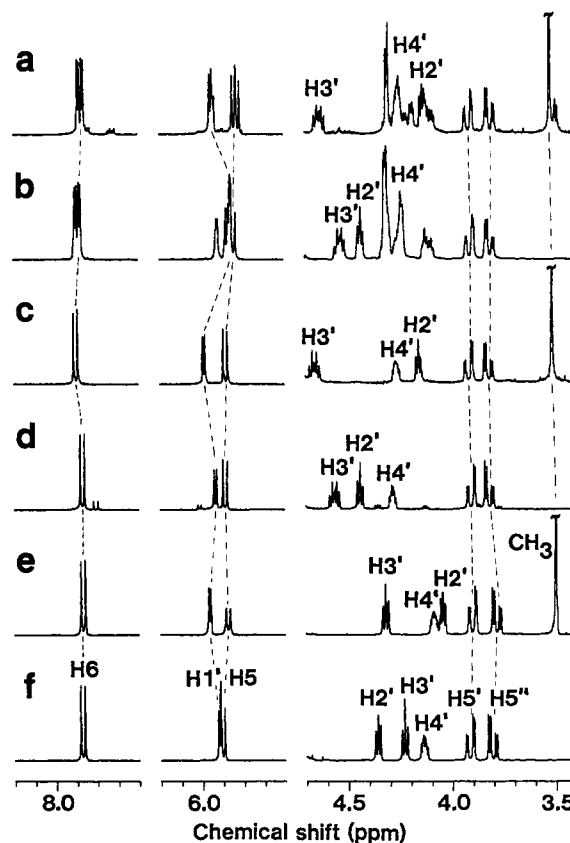 a H3' H4' H2'
b H3' H2' H4'
c H3' H4' H2'
d H3' H2' H4'
e H3' H4' H2' CH3
f H6 H1' H5 H2' H3' H4' H5' H5"
8.0 6.0 4.5 4.0 3.5
Chemical shift (ppm)